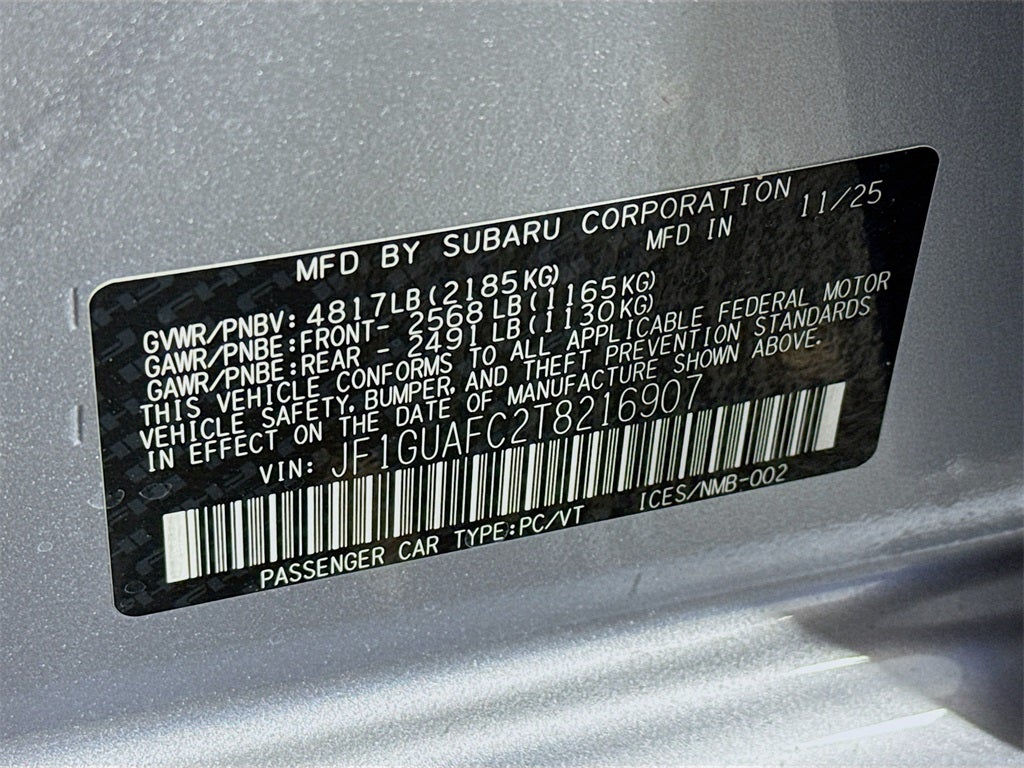 MFD BY SUBARU CORPORATION 11/25
MFD IN
GVWR/PNBV: 4817LB(2185KG)
GAWR/PNBE:FRONT- 2568LB(1165KG)
GAWR/PNBE:REAR - 2491LB(1130KG)
THIS VEHICLE CONFORMS TO ALL APPLICABLE FEDERAL MOTOR
VEHICLE SAFETY,BUMPER,AND THEFT PREVENTION STANDARDS
IN EFFECT ON THE DATE OF MANUFACTURE SHOWN ABOVE.
VIN: JF1GUAFC2T8216907
PASSENGER CAR TYPE:PC/VT ICES/NMB-002